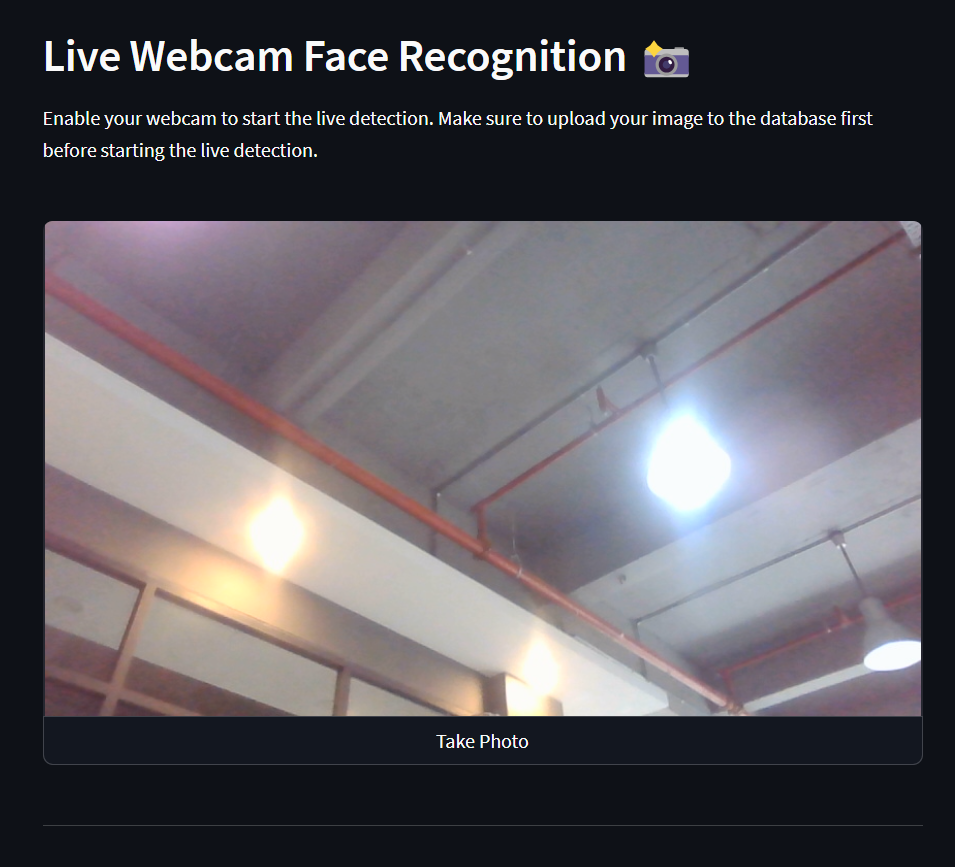 Live Webcam Face Recognition 📸
Enable your webcam to start the live detection. Make sure to upload your image to the database first
before starting the live detection.
Take Photo